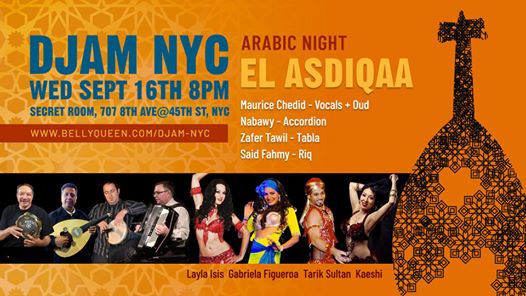 DJAM NYC
WED SEPT 16TH 8PM
SECRET ROOM, 707 8TH AVE@45TH ST, NYC
WWW.BELLYQUEEN.COM/DJAM-NYC
ARABIC NIGHT
EL ASDIQAA
Maurice Chedid - Vocals + Oud
Nabawy - Accordion
Zafer Tawil - Tabla
Said Fahmy - Riq
Layla Isis Gabriela Figueroa Tarik Sultan Kaeshi